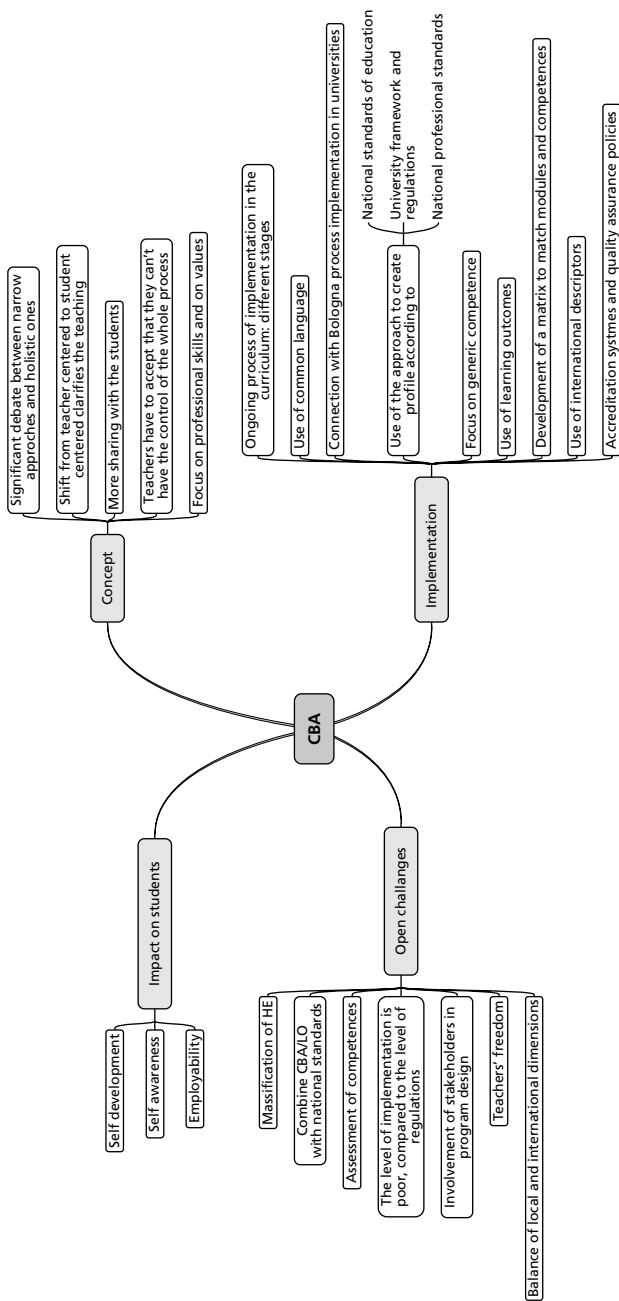 CBA
Concept
Significant debate between narrow
approches and holistic ones
Shift from teacher centered to student
centered clarifies the teaching
More sharing with the students
Teachers have to accept that they can't
have the control of the whole process
Focus on professional skills and on values
Implementation
Ongoing process of implementation in the
curriculum: different stages
Use of common language
Connection with Bologna process implementation in universities
Use of the approach to create
profile according to
National standards of education
University framework and
regulations
National professional standards
Focus on generic competence
Use of learning outcomes
Development of a matrix to match modules and competences
Use of international descriptors
Accreditation systmes and quality assurance policies
Impact on students
Self development
Self awareness
Employability
Open challanges
Massification of HE
Combine CBA/LO
with national standards
Assessment of competences
The level of implementation is
poor, compared to the level of
regulations
Involvement of stakeholders in
program design
Teachers' freedom
Balance of local and international dimensions